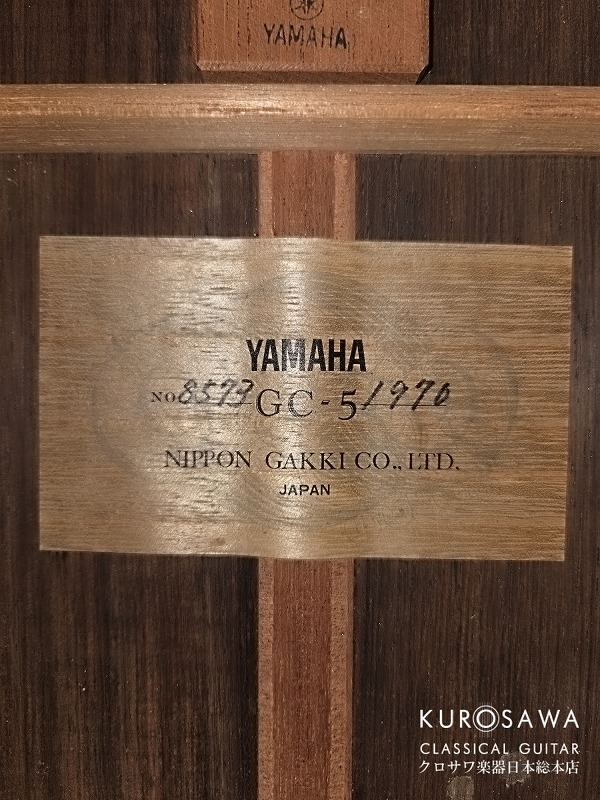 YAMAHA
YAMAHA
NO 8573 GC-5 1970
NIPPON GAKKI CO., LTD.
JAPAN
KUROSAWA
CLASSICAL GUITAR
クロサワ楽器日本総本店